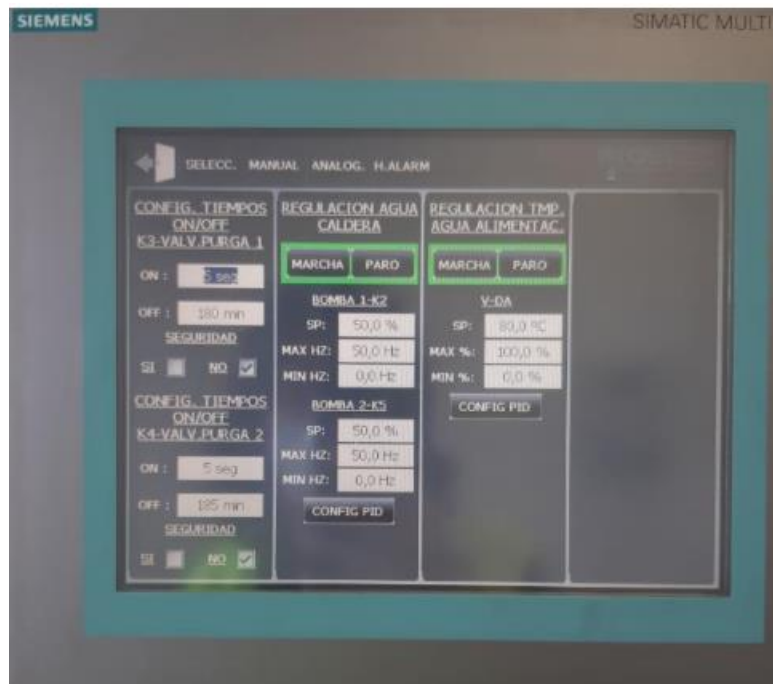 SIEMENS
SIMATIC MULTI
SELECC. MANUAL ANALOG. H.ALARM
CONFIG. TIEMPOS
ON/OFF
K3-VALV.PURGA 1
ON : 5 seg
OFF : 180 min
SEGURIDAD
SI NO
CONFIG. TIEMPOS
ON/OFF
K4-VALV.PURGA 2
ON : 5 seg
OFF : 185 min
SEGURIDAD
SI NO
REGULACION AGUA
CALDERA
MARCHA PARO
BOMBA 1-K2
SP: 50,0 %
MAX HZ: 50,0 Hz
MIN HZ: 0,0 Hz
BOMBA 2-K5
SP: 50,0 %
MAX HZ: 50,0 Hz
MIN HZ: 0,0 Hz
CONFIG PID
REGULACION TMP.
AGUA ALIMENTAC.
MARCHA PARO
V-DA
SP: 80,0 ºC
MAX %: 100,0 %
MIN %: 0,0 %
CONFIG PID